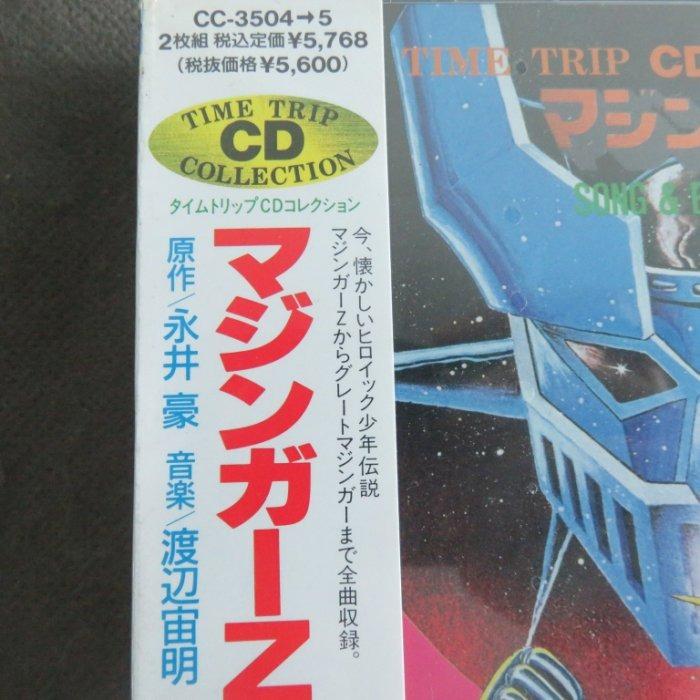 CC-3504→5
2枚組 税込定価¥5,768
(税抜価格¥5,600)
TIME TRIP
CD
COLLECTION
タイムトリップCDコレクション
今、懐かしいヒロイック少年伝説
マジンガーZからグレートマジンガーまで全曲収録。
マジンガーZ
原作/永井豪 音楽/渡辺宙明
TIME TRIP CD
マジン
SONG &